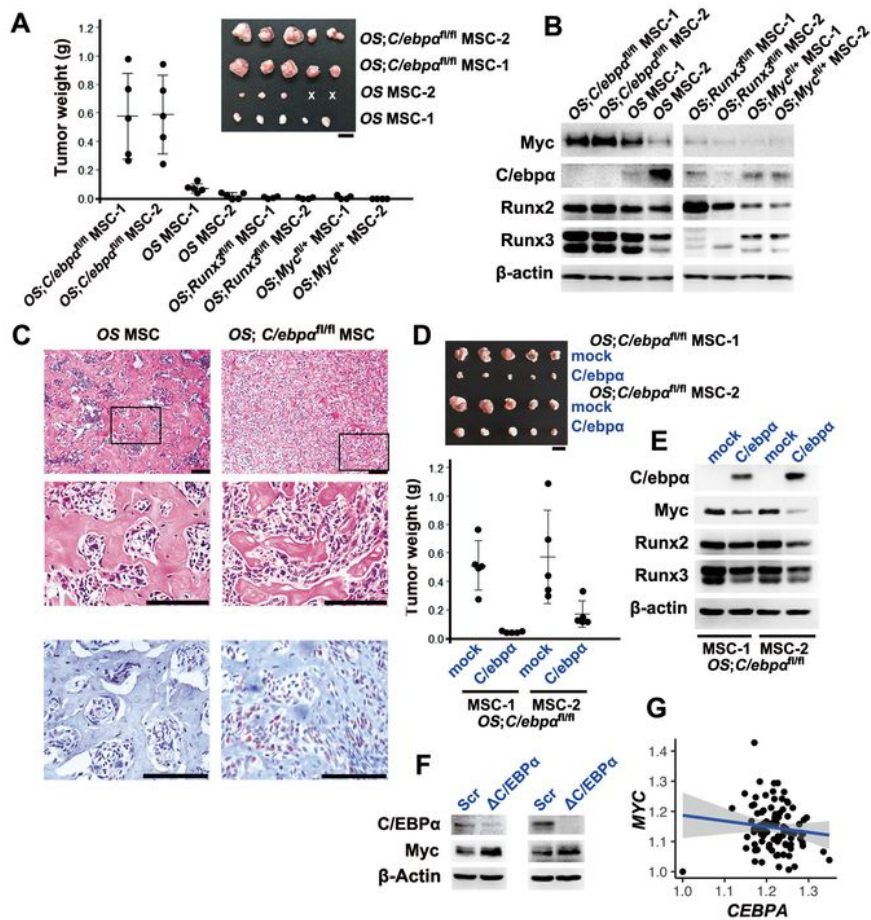 A
Tumor weight (g)
1.2
1.0
0.8
0.6
0.4
0.2
0.0
OS;C/ebpα fl/fl MSC-2
OS;C/ebpα fl/fl MSC-1
OS MSC-2
x x
OS MSC-1
OS;C/ebpα fl/fl MSC-1
OS;C/ebpα fl/fl MSC-2
OS MSC-1
OS MSC-2
OS;Runx3 fl/fl MSC-1
OS;Runx3 fl/fl MSC-2
OS;Myc fl/+ MSC-1
OS;Myc fl/+ MSC-2
B
OS;C/ebpα fl/fl MSC-1
OS;C/ebpα fl/fl MSC-2
OS MSC-1
OS MSC-2
OS;Runx3 fl/fl MSC-1
OS;Runx3 fl/fl MSC-2
OS;Myc fl/+ MSC-1
OS;Myc fl/+ MSC-2
Myc
C/ebpα
Runx2
Runx3
β-actin
C
OS MSC
OS; C/ebpα fl/fl MSC
D
OS;C/ebpα fl/fl MSC-1
mock
C/ebpα
OS;C/ebpα fl/fl MSC-2
mock
C/ebpα
Tumor weight (g)
1.2
1.0
0.8
0.6
0.4
0.2
0.0
mock
C/ebpα
mock
C/ebpα
MSC-1 MSC-2
OS;C/ebpα fl/fl
E
mock
C/ebpα
mock
C/ebpα
C/ebpα
Myc
Runx2
Runx3
β-actin
MSC-1 MSC-2
OS;C/ebpα fl/fl
F
Scr
ΔC/EBPα
Scr
ΔC/EBPα
C/EBPα
Myc
β-Actin
G
MYC
1.4
1.3
1.2
1.1
1.0
1.0 1.1 1.2 1.3
CEBPA